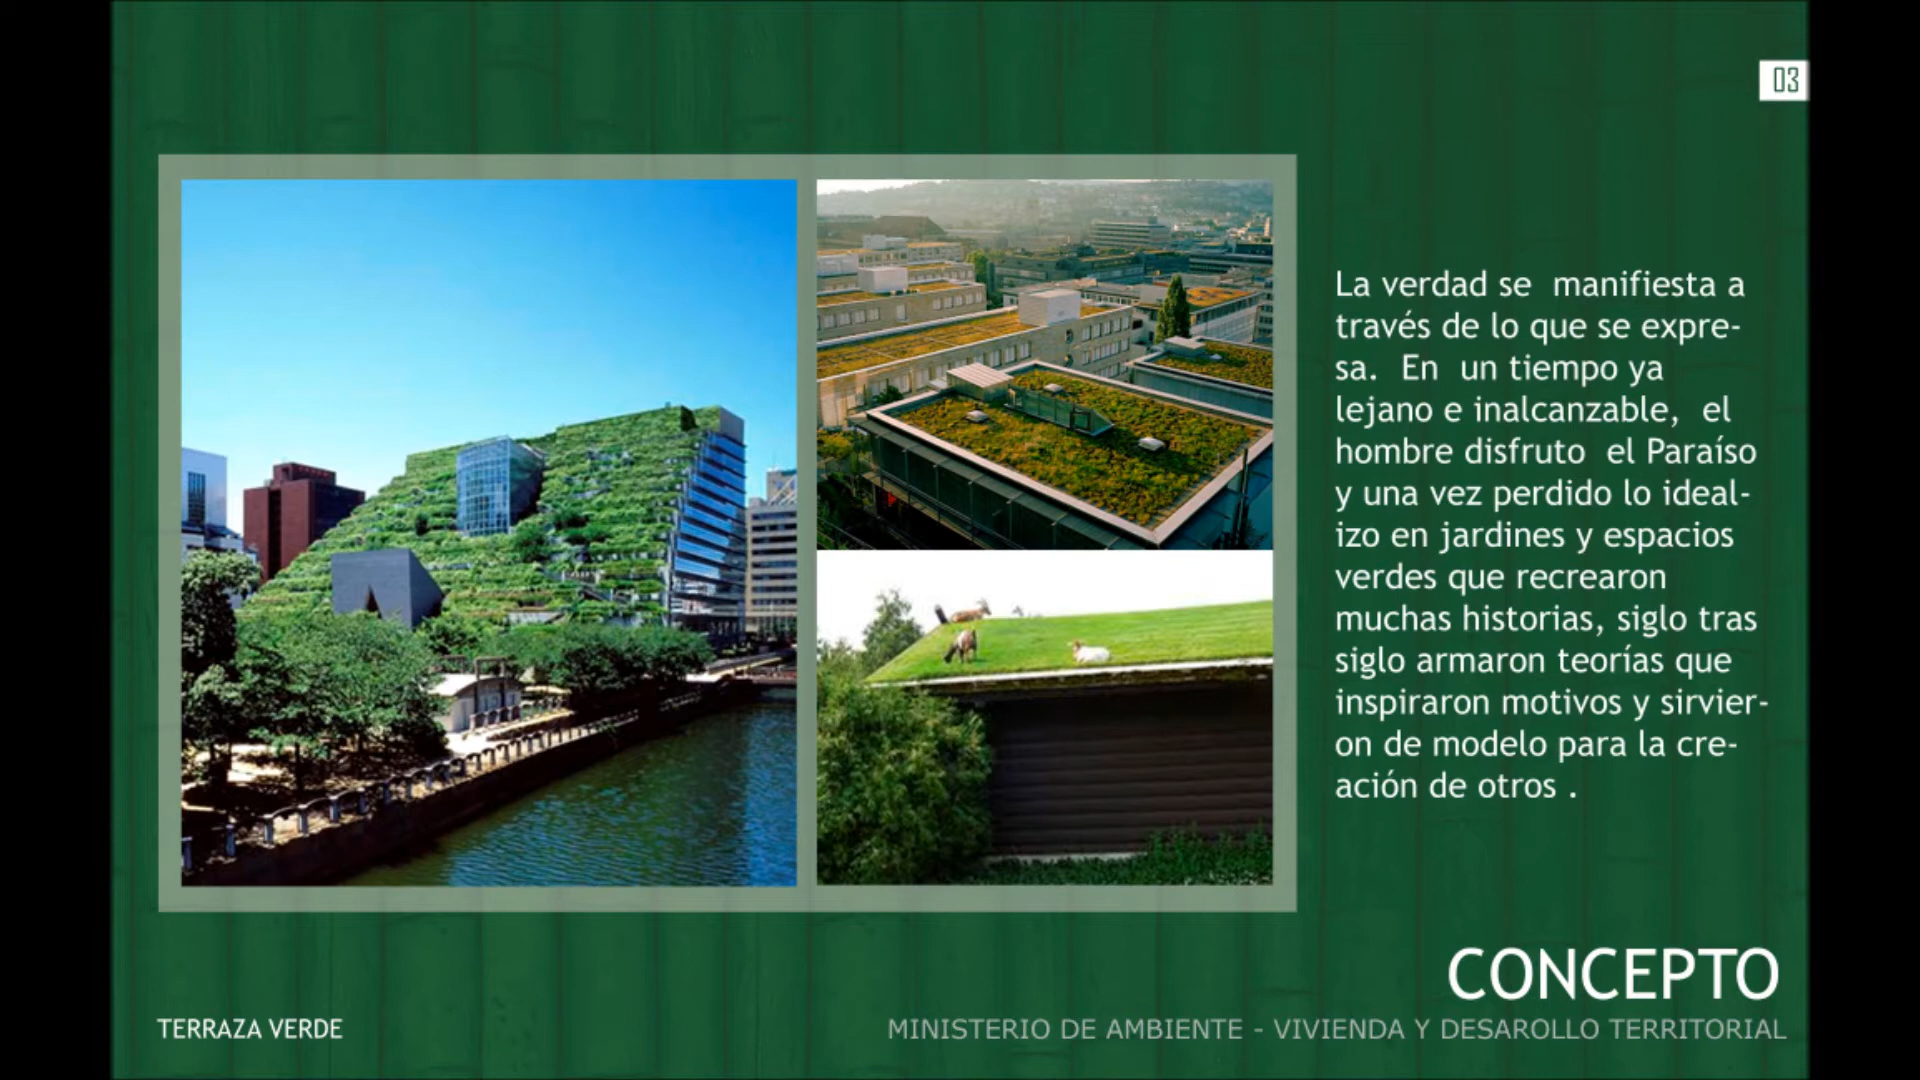 03
La verdad se  manifiesta a
través de lo que se expre-
sa.  En  un tiempo ya
lejano e inalcanzable,  el
hombre disfruto  el Paraíso
y una vez perdido lo ideal-
izo en jardines y espacios
verdes que recrearon
muchas historias, siglo tras
siglo armaron teorías que
inspiraron motivos y sirvier-
on de modelo para la cre-
ación de otros .
CONCEPTO
TERRAZA VERDE
MINISTERIO DE AMBIENTE - VIVIENDA Y DESAROLLO TERRITORIAL